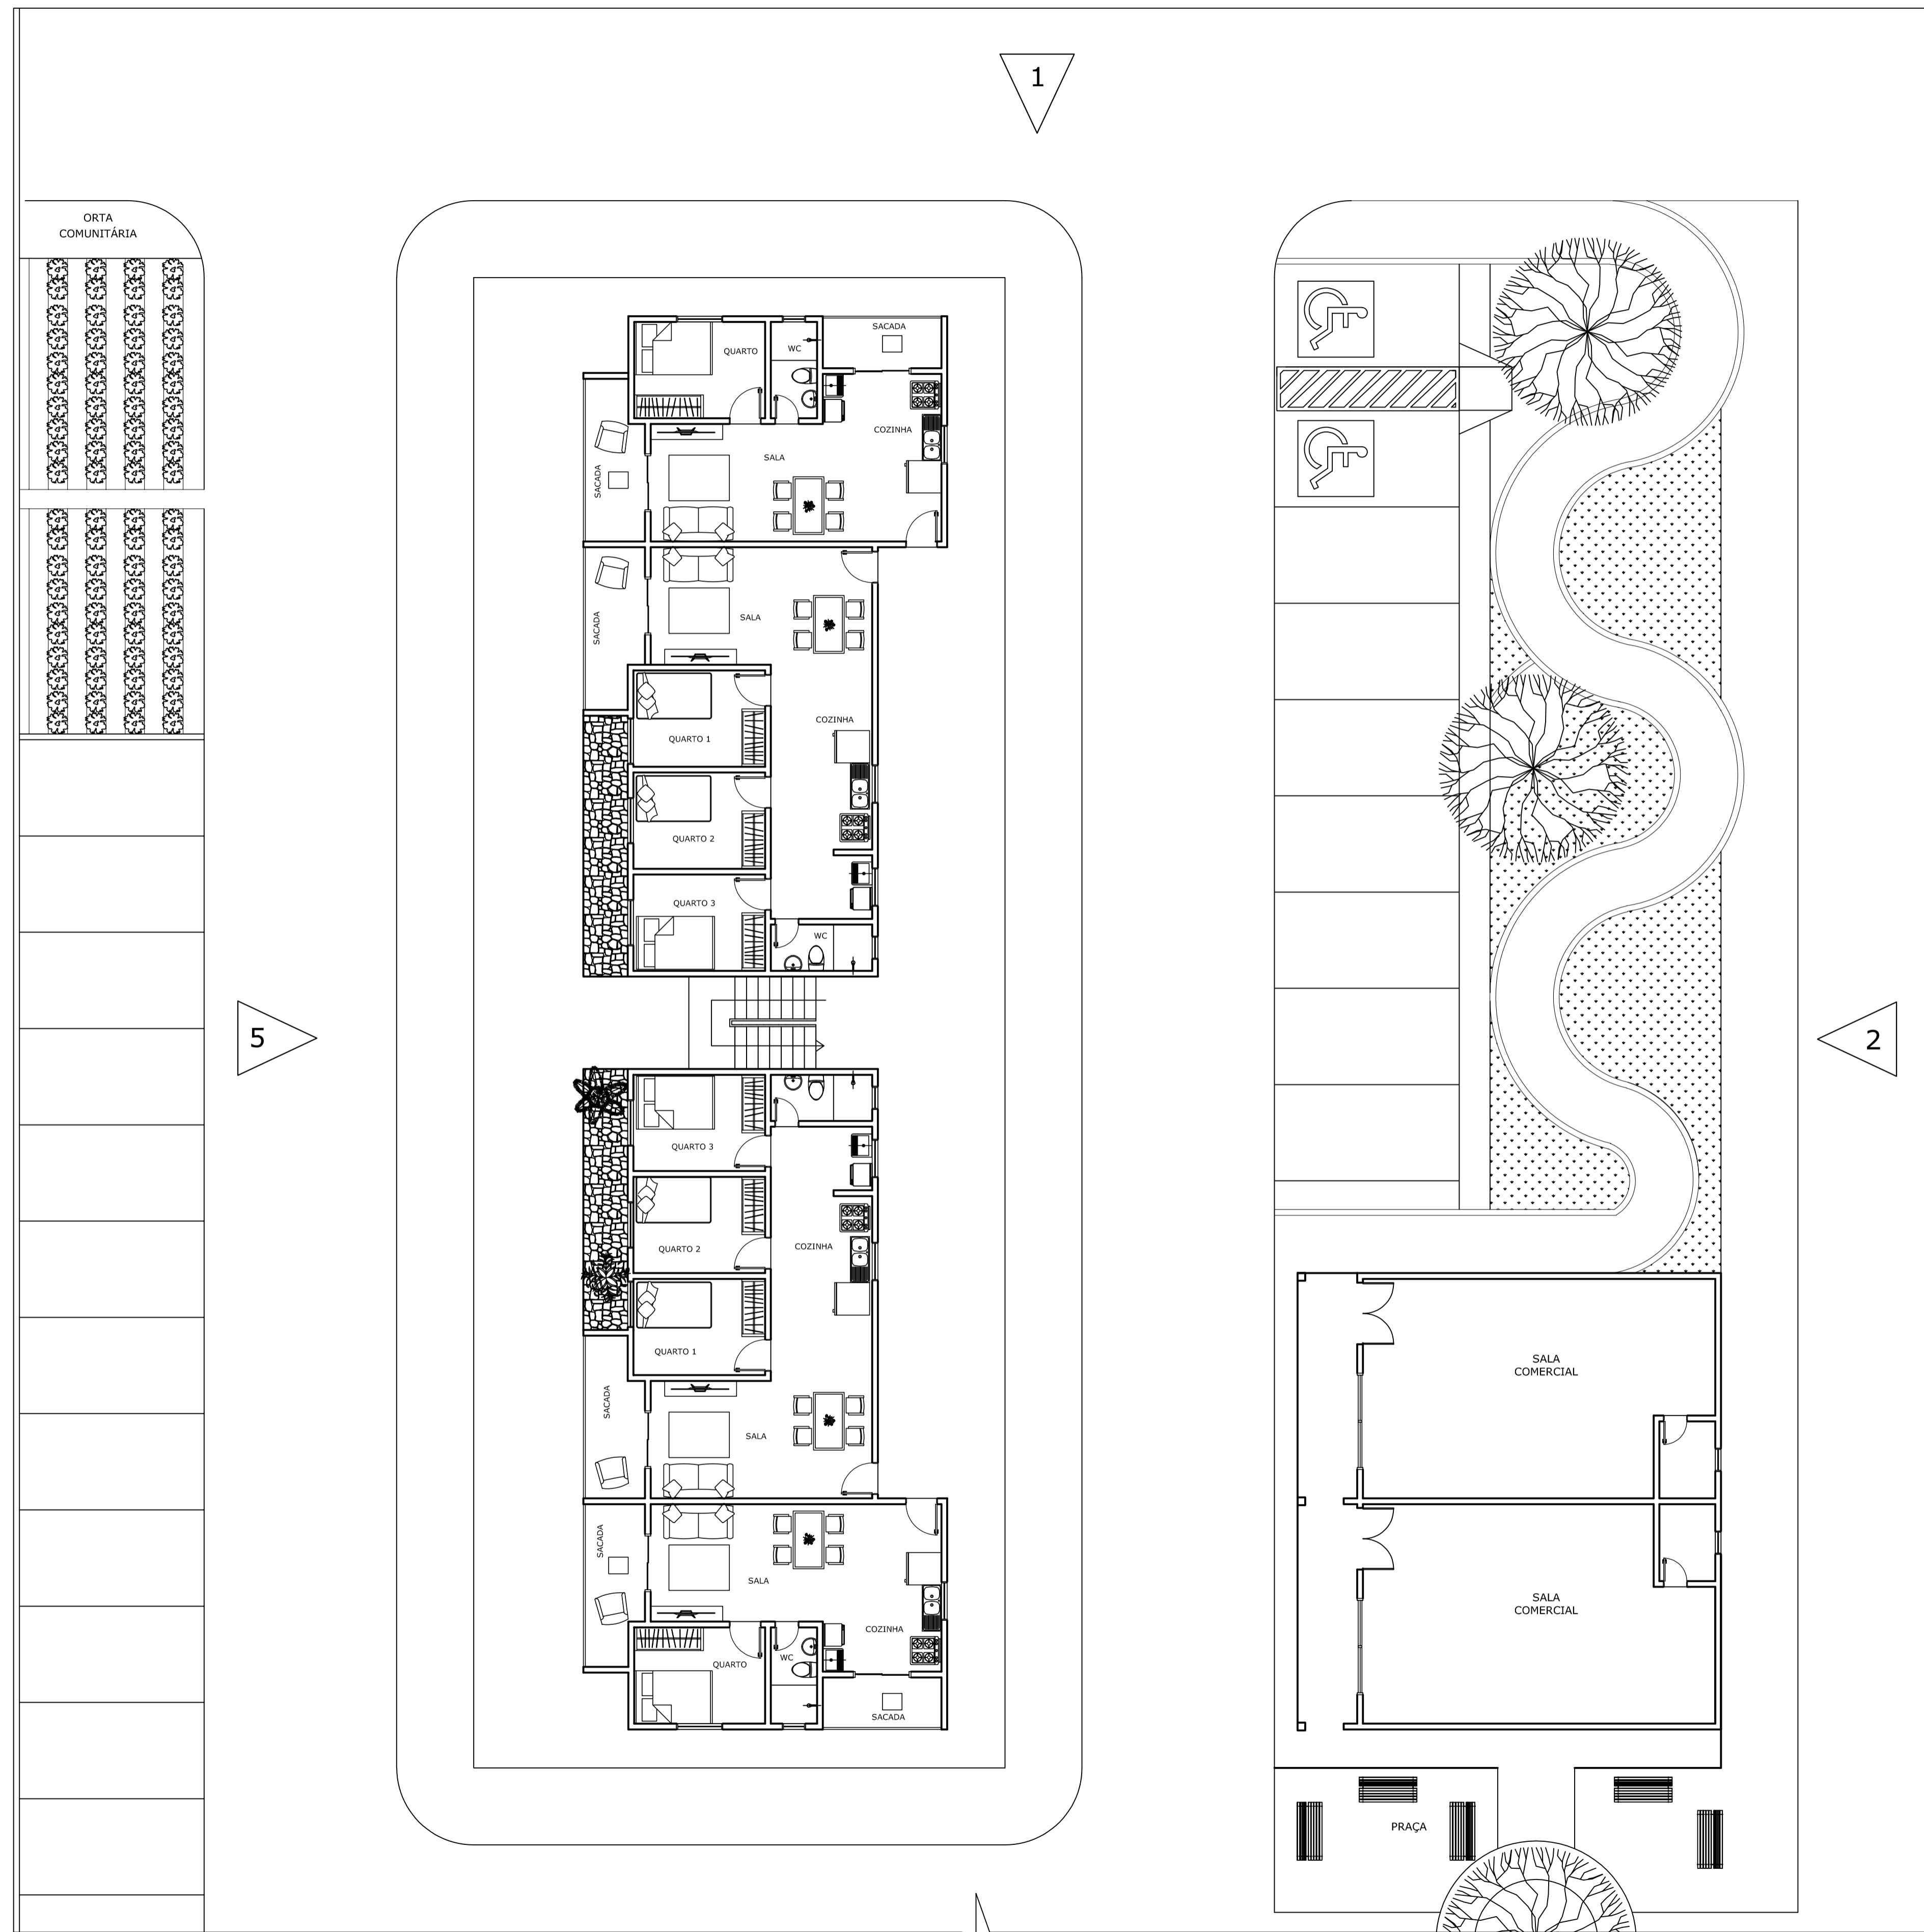 1
ORTA
COMUNITÁRIA
SACADA
QUARTO
WC
COZINHA
SALA
SACADA
SACADA
SALA
COZINHA
QUARTO 1
QUARTO 2
QUARTO 3
WC
5
2
QUARTO 3
QUARTO 2
COZINHA
QUARTO 1
SACADA
SALA
SACADA
SALA
COZINHA
WC
QUARTO
SACADA
SALA
COMERCIAL
SALA
COMERCIAL
PRAÇA